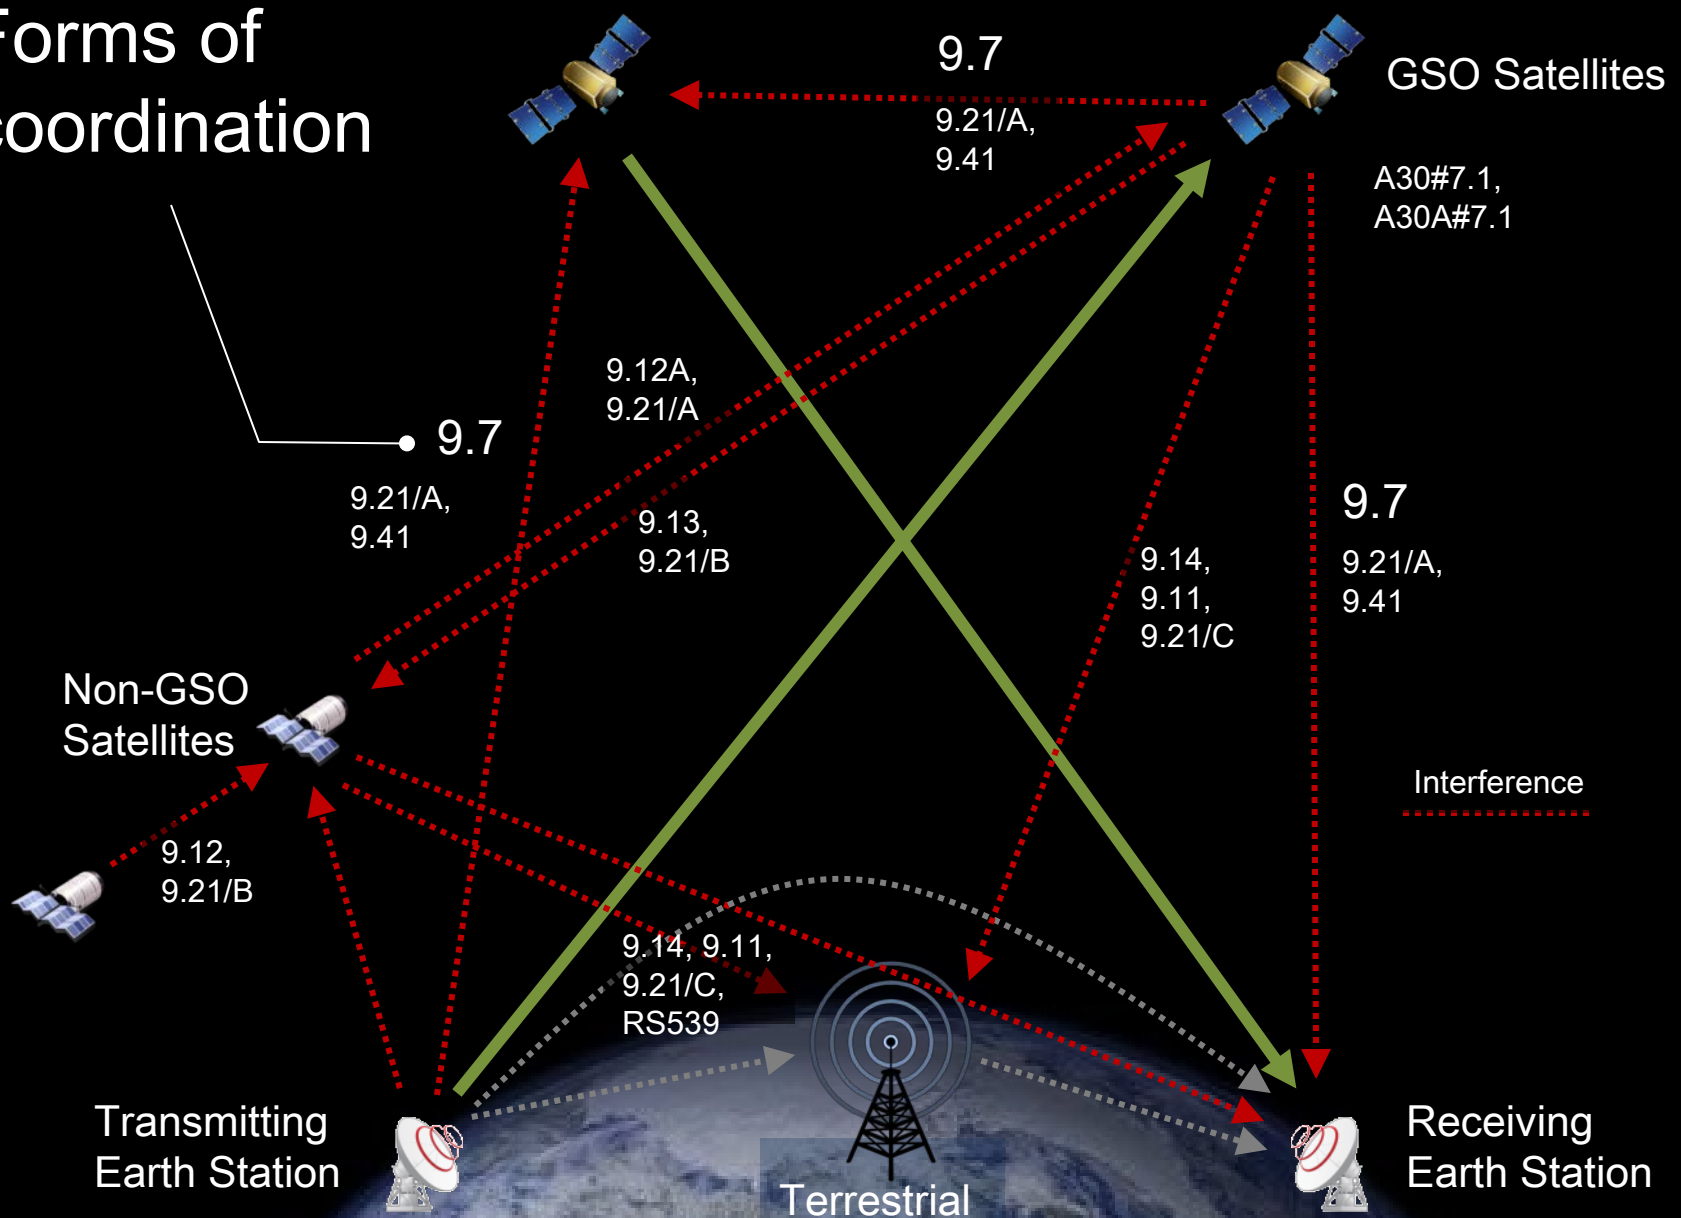 Forms of
coordination
9.7
9.21/A,
9.41
GSO Satellites
A30#7.1,
A30A#7.1
9.12A,
9.21/A
9.7
9.21/A,
9.41
9.13,
9.21/B
9.14,
9.11,
9.21/C
9.7
9.21/A,
9.41
Non-GSO
Satellites
Interference
9.12,
9.21/B
9.14, 9.11,
9.21/C,
RS539
Transmitting
Earth Station
Terrestrial
Receiving
Earth Station